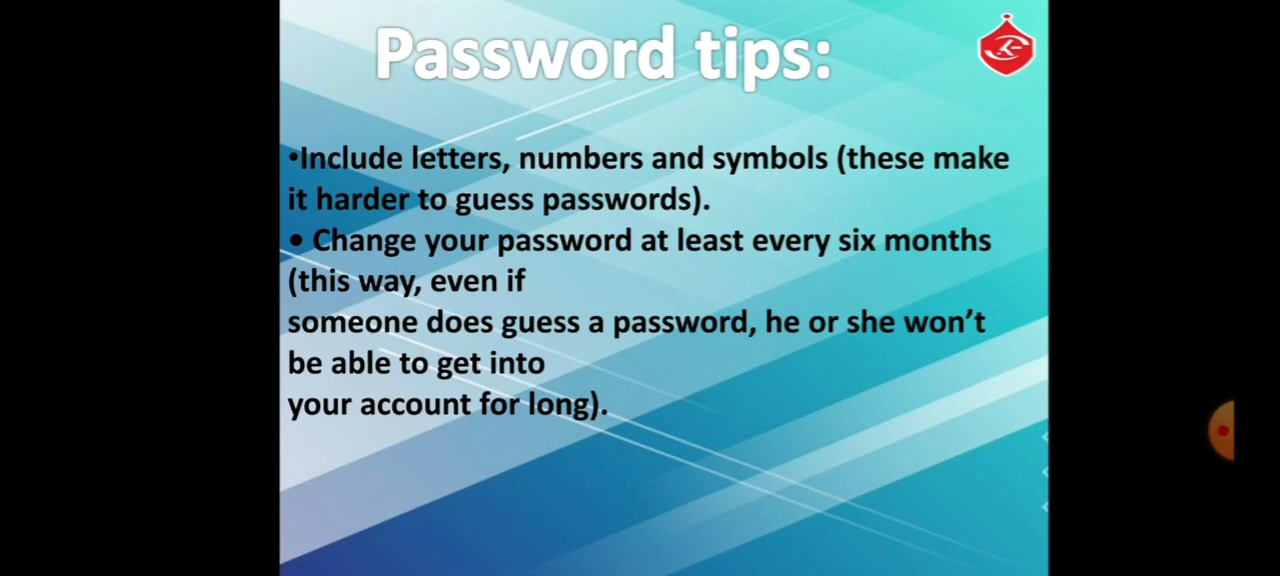 Password tips:
•Include letters, numbers and symbols (these make
it harder to guess passwords).
• Change your password at least every six months
(this way, even if
someone does guess a password, he or she won’t
be able to get into
your account for long).